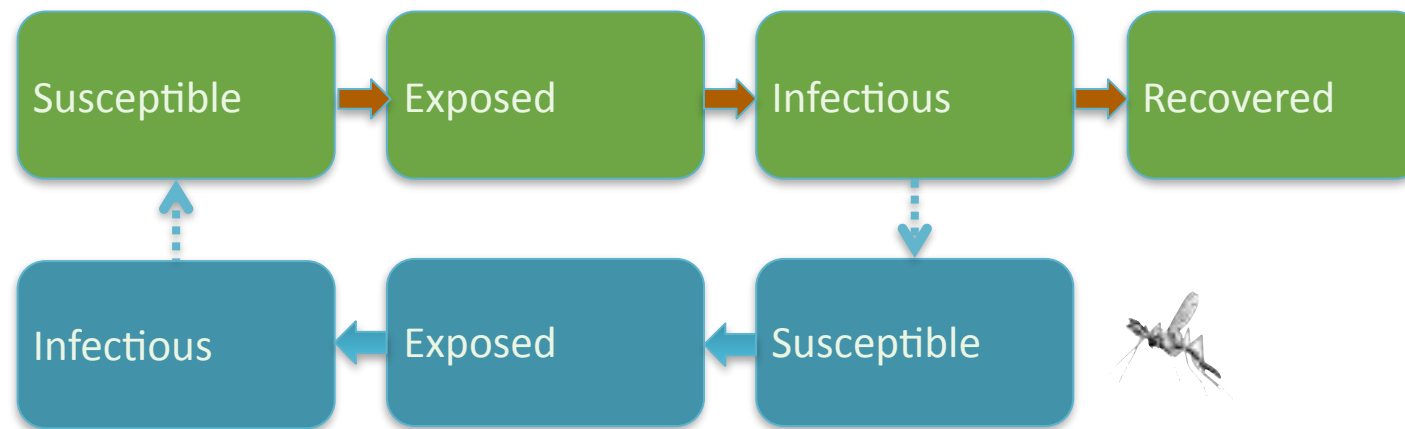 Susceptible
Exposed
Infectious
Recovered
Infectious
Exposed
Susceptible